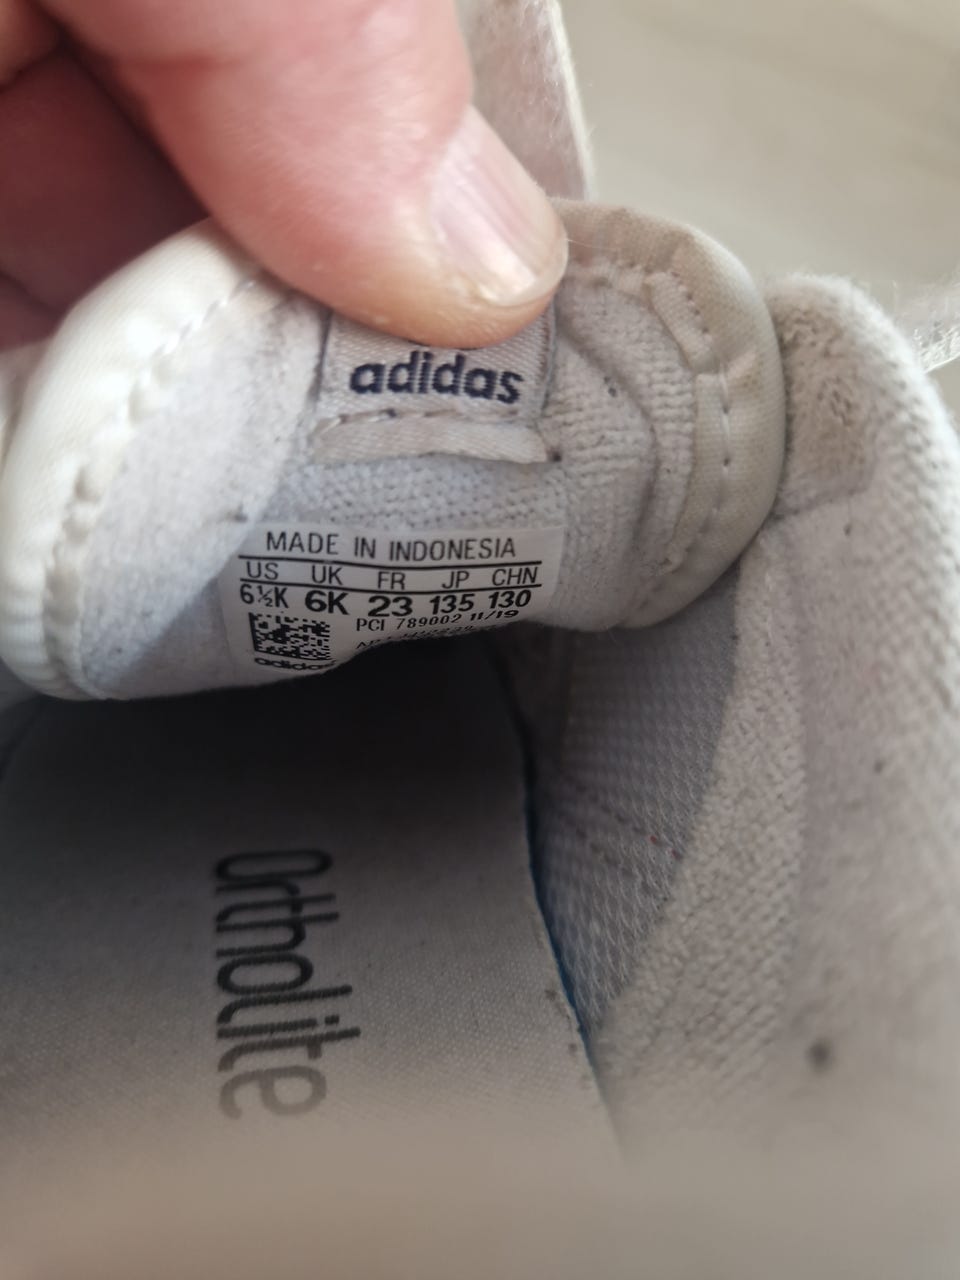 adidas
MADE IN INDONESIA
US UK FR JP CHN
6½K 6K 23 135 130
PCI 789002 11/19
adidas
Ortholite